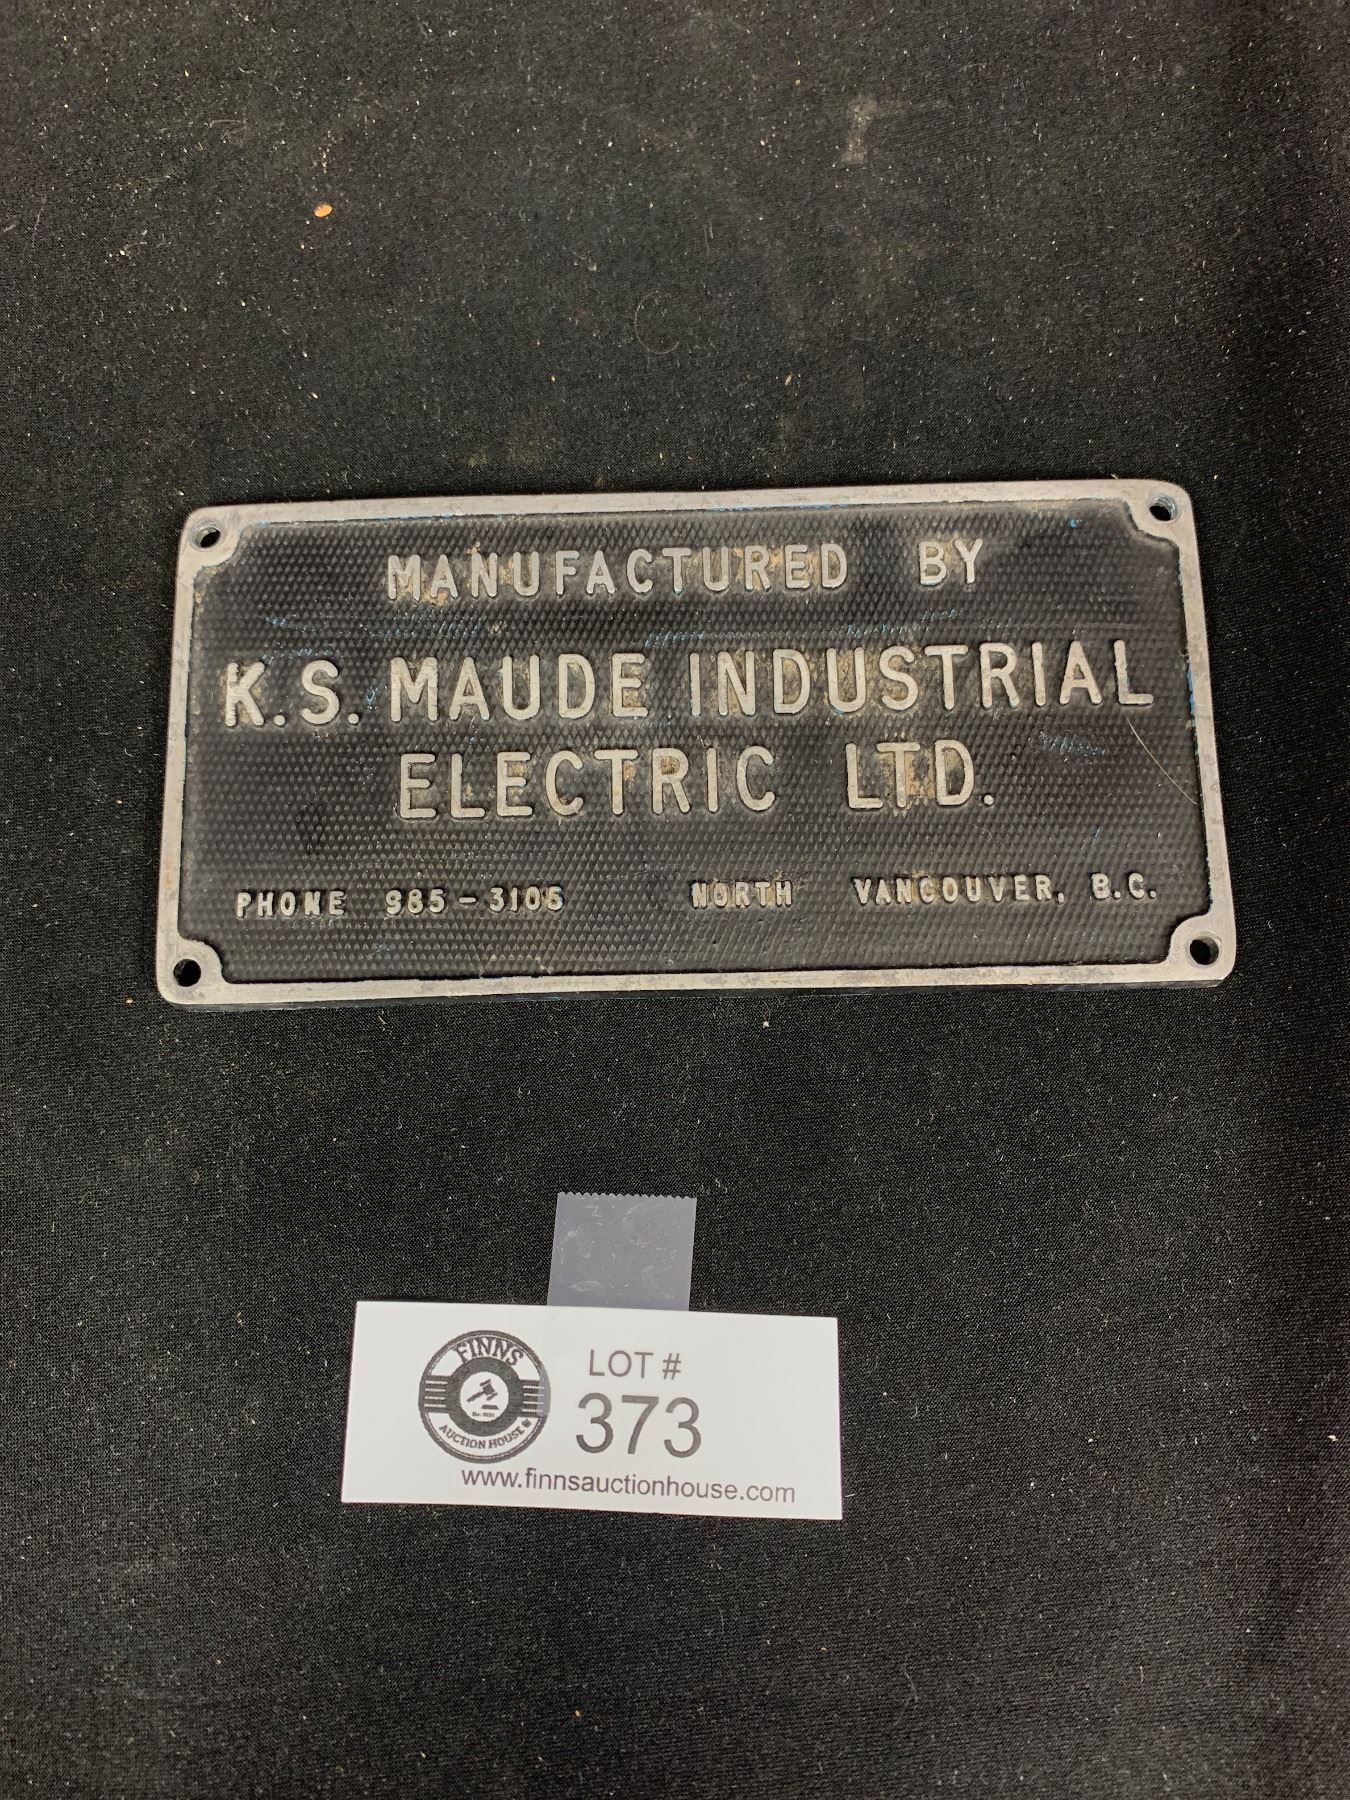 MANUFACTURED BY
K.S. MAUDE INDUSTRIAL
ELECTRIC LTD.
PHONE 985-3105 NORTH VANCOUVER, B.C.
FINNS
AUCTION HOUSE
LOT #
373
www.finnsauctionhouse.com